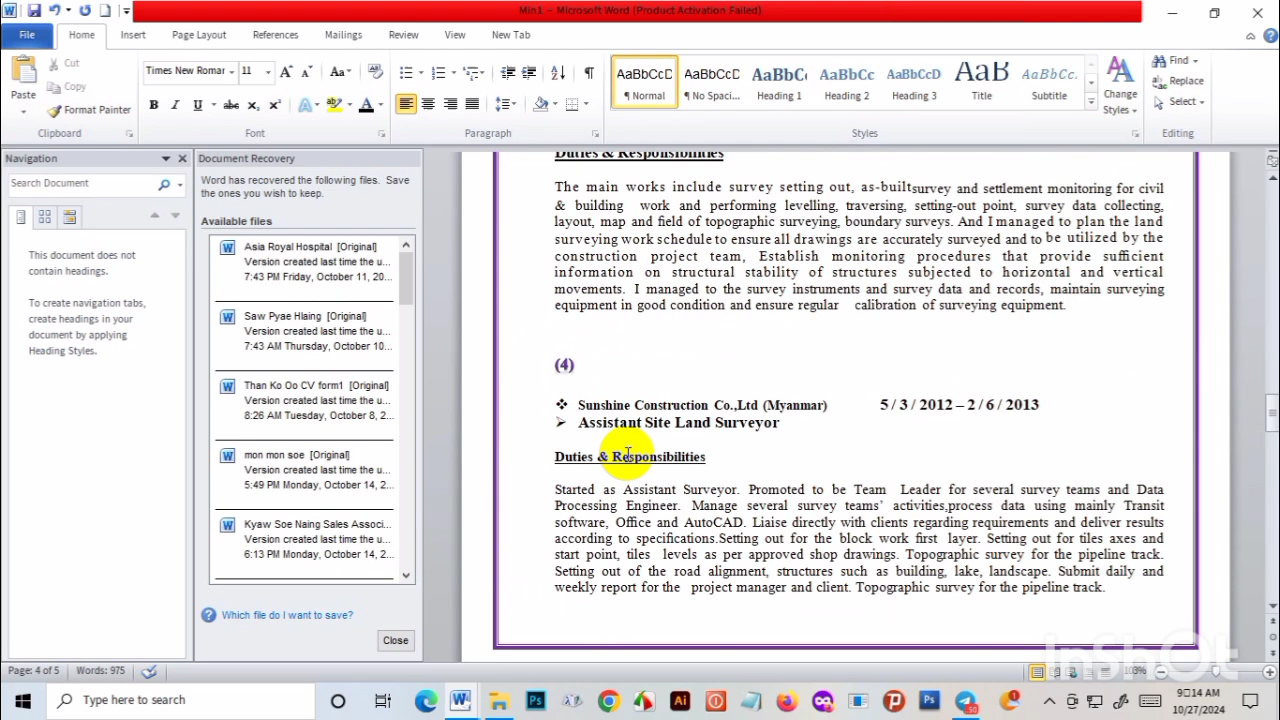 Min1 - Microsoft Word (Product Activation Failed)
File Home Insert Page Layout References Mailings Review View New Tab
Paste Cut Copy Format Painter
Times New Romar 11
AaBbCcD AaBbCcD AaBbC AaBbCc AaBbCcD AaB AaBbCc.
¶ Normal ¶ No Spaci... Heading 1 Heading 2 Heading 3 Title Subtitle
Change Styles
Find Replace Select
Clipboard Font Paragraph Styles Editing
Navigation
Search Document
This document does not
contain headings.
To create navigation tabs,
create headings in your
document by applying
Heading Styles.
Document Recovery
Word has recovered the following files. Save
the ones you wish to keep.
Available files
Asia Royal Hospital [Original]
Version created last time the u...
7:43 PM Friday, October 11, 20...
Saw Pyae Hlaing [Original]
Version created last time the u...
7:43 AM Thursday, October 10...
Than Ko Oo CV form1 [Original]
Version created last time the u...
8:26 AM Tuesday, October 8, 2...
mon mon soe [Original]
Version created last time the u...
5:49 PM Monday, October 14, 2...
Kyaw Soe Naing Sales Associ...
Version created last time the u...
6:13 PM Monday, October 14, 2...
Which file do I want to save?
Close
Duties & Responsibilities
The main works include survey setting out, as-builtsurvey and settlement monitoring for civil
& building work and performing levelling, traversing, setting-out point, survey data collecting,
layout, map and field of topographic surveying, boundary surveys. And I managed to plan the land
surveying work schedule to ensure all drawings are accurately surveyed and to be utilized by the
construction project team, Establish monitoring procedures that provide sufficient
information on structural stability of structures subjected to horizontal and vertical
movements. I managed to the survey instruments and survey data and records, maintain surveying
equipment in good condition and ensure regular calibration of surveying equipment.
(4)
❖ Sunshine Construction Co.,Ltd (Myanmar) 5 / 3 / 2012 – 2 / 6 / 2013
➢ Assistant Site Land Surveyor
Duties & Responsibilities
Started as Assistant Surveyor. Promoted to be Team Leader for several survey teams and Data
Processing Engineer. Manage several survey teams' activities,process data using mainly Transit
software, Office and AutoCAD. Liaise directly with clients regarding requirements and deliver results
according to specifications.Setting out for the block work first layer. Setting out for tiles axes and
start point, tiles levels as per approved shop drawings. Topographic survey for the pipeline track.
Setting out of the road alignment, structures such as building, lake, landscape. Submit daily and
weekly report for the project manager and client. Topographic survey for the pipeline track.
InShOt
Page: 4 of 5 Words: 975 103%
Type here to search
9:14 AM
10/27/2024